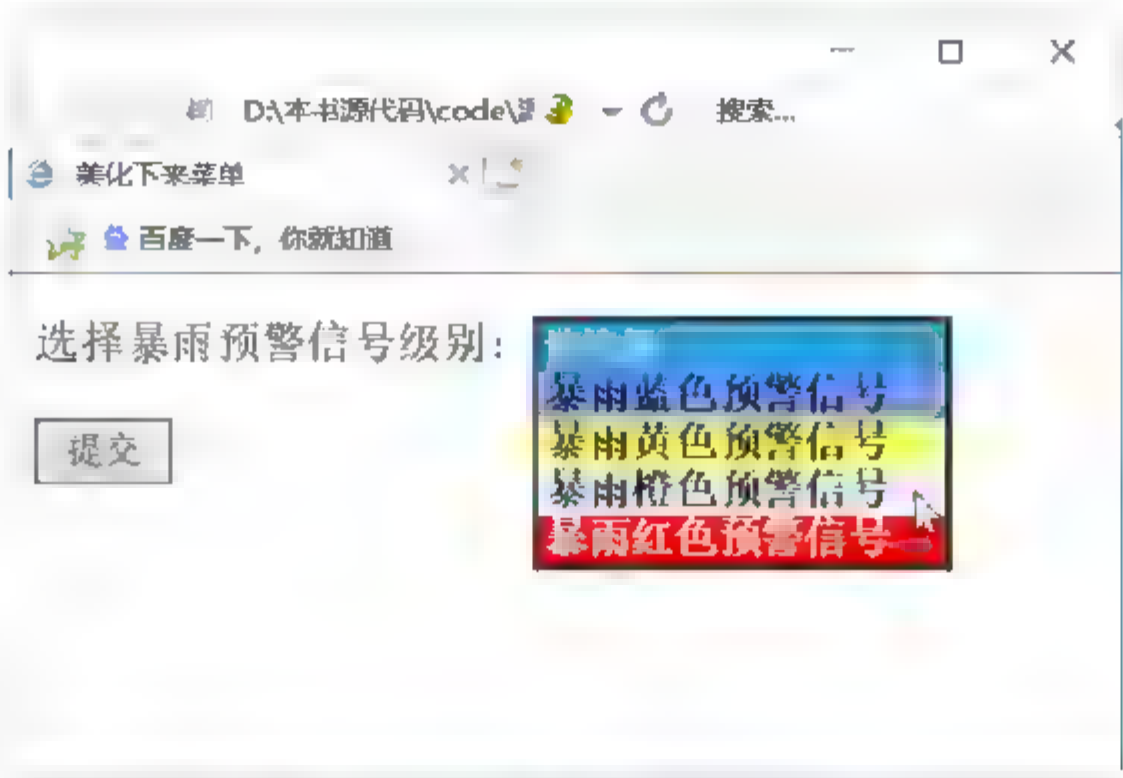 D:\本书源代码\code\
搜索...
美化下来菜单
百度一下，你就知道
选择暴雨预警信号级别：
暴雨蓝色预警信号
暴雨黄色预警信号
暴雨橙色预警信号
暴雨红色预警信号
提交